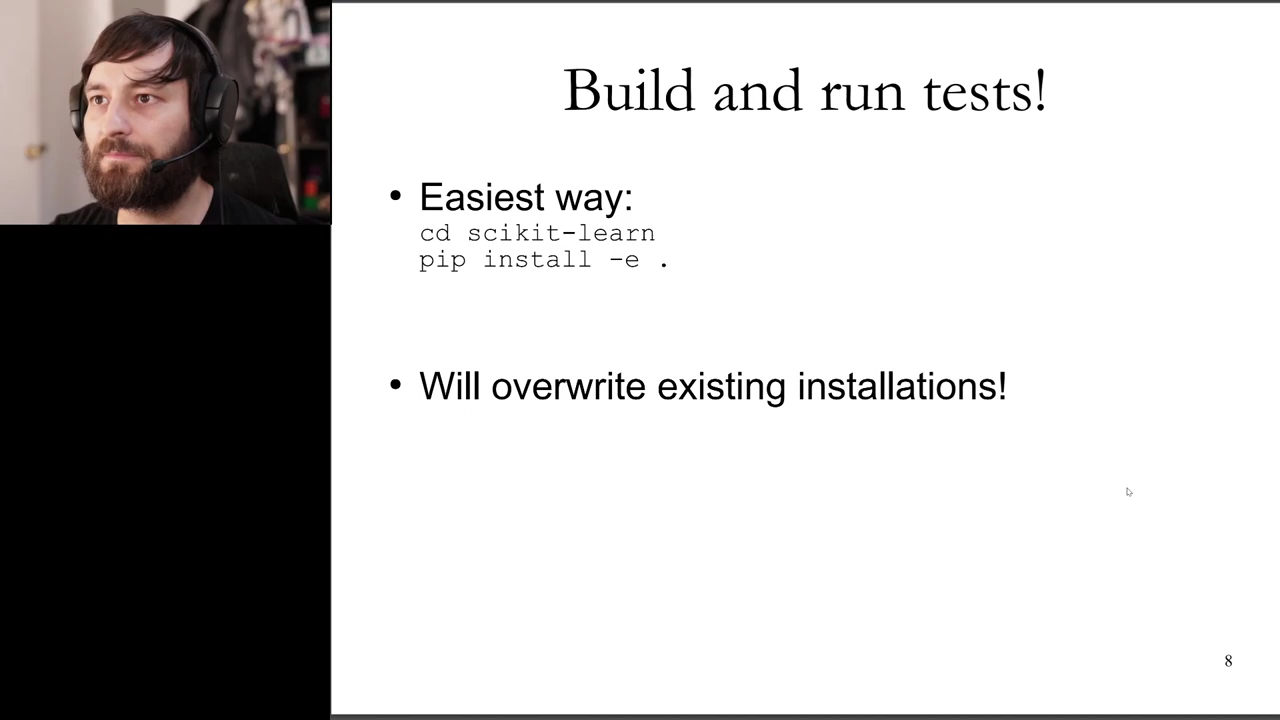 Build and run tests!
• Easiest way:
cd scikit-learn
pip install -e .
• Will overwrite existing installations!
8